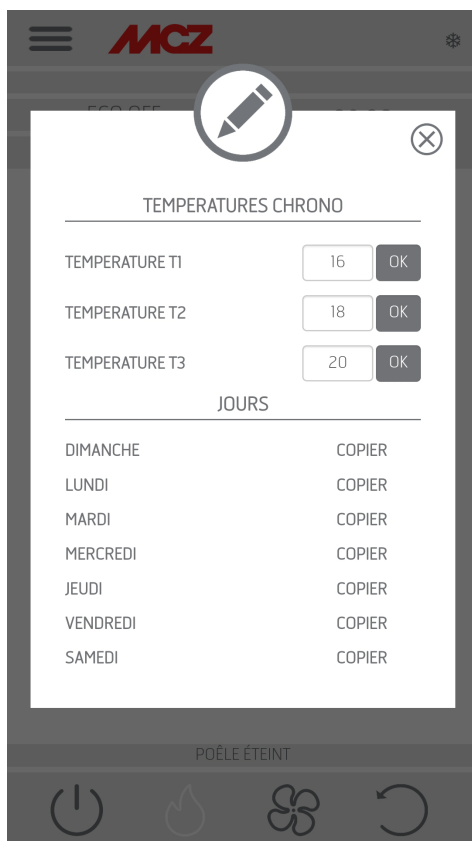 MCZ
TEMPERATURES CHRONO
TEMPERATURE T1 16 OK
TEMPERATURE T2 18 OK
TEMPERATURE T3 20 OK
JOURS
DIMANCHE COPIER
LUNDI COPIER
MARDI COPIER
MERCREDI COPIER
JEUDI COPIER
VENDREDI COPIER
SAMEDI COPIER
POÊLE ÉTEINT